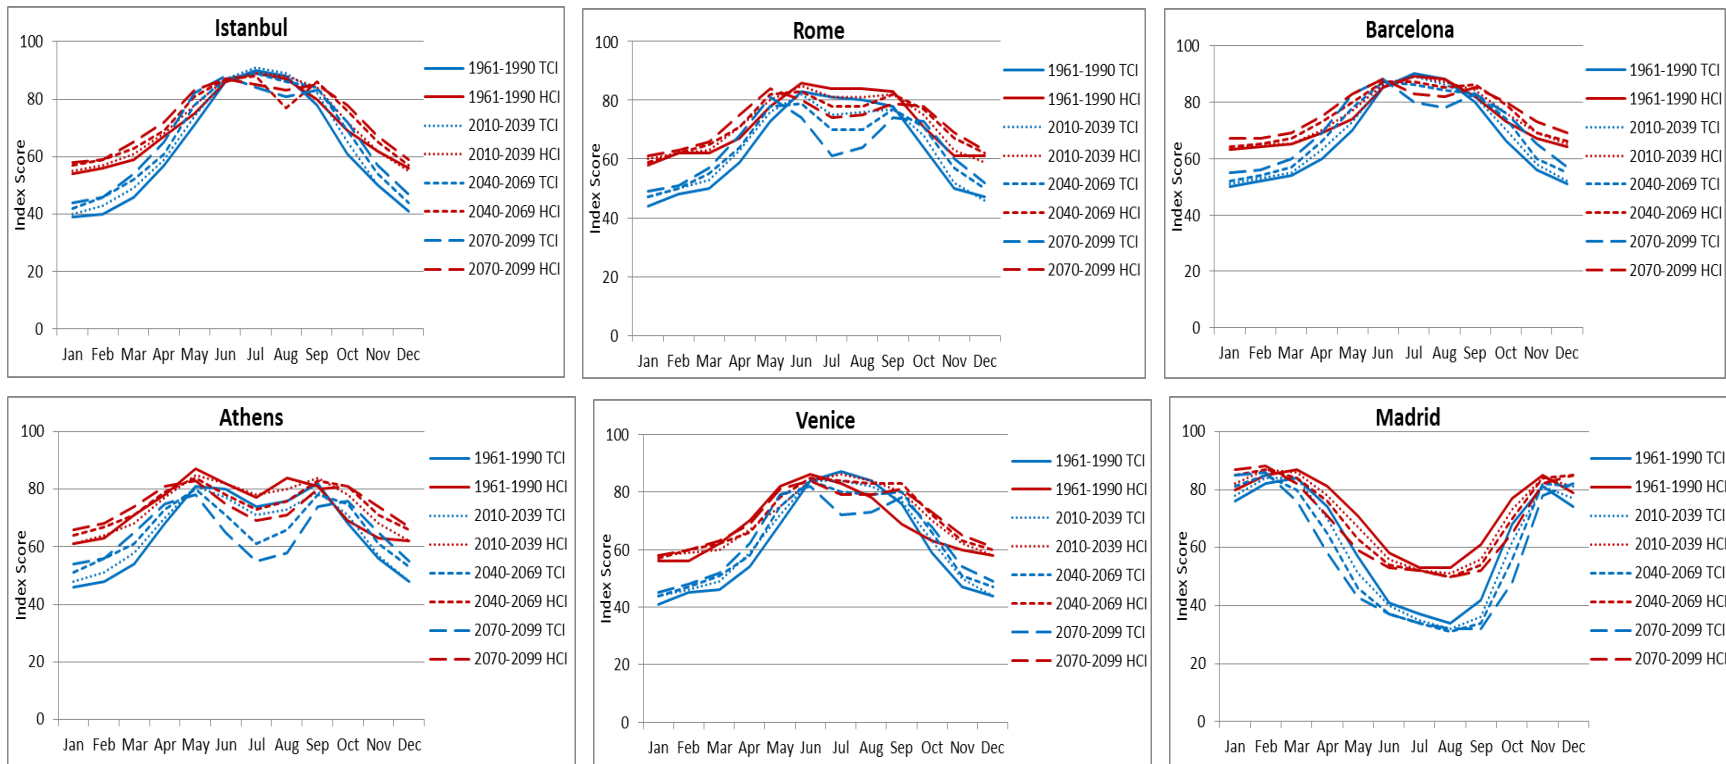 Istanbul
100
80
60
40
20
0
Index Score
Jan Feb Mar Apr May Jun Jul Aug Sep Oct Nov Dec
1961-1990 TCI
1961-1990 HCI
2010-2039 TCI
2010-2039 HCI
2040-2069 TCI
2040-2069 HCI
2070-2099 TCI
2070-2099 HCI
Rome
100
80
60
40
20
0
Index Score
Jan Feb Mar Apr May Jun Jul Aug Sep Oct Nov Dec
1961-1990 TCI
1961-1990 HCI
2010-2039 TCI
2010-2039 HCI
2040-2069 TCI
2040-2069 HCI
2070-2099 TCI
2070-2099 HCI
Barcelona
100
80
60
40
20
0
Index Score
Jan Feb Mar Apr May Jun Jul Aug Sep Oct Nov Dec
1961-1990 TCI
1961-1990 HCI
2010-2039 TCI
2010-2039 HCI
2040-2069 TCI
2040-2069 HCI
2070-2099 TCI
2070-2099 HCI
Athens
100
80
60
40
20
0
Index Score
Jan Feb Mar Apr May Jun Jul Aug Sep Oct Nov Dec
1961-1990 TCI
1961-1990 HCI
2010-2039 TCI
2010-2039 HCI
2040-2069 TCI
2040-2069 HCI
2070-2099 TCI
2070-2099 HCI
Venice
100
80
60
40
20
0
Index Score
Jan Feb Mar Apr May Jun Jul Aug Sep Oct Nov Dec
1961-1990 TCI
1961-1990 HCI
2010-2039 TCI
2010-2039 HCI
2040-2069 TCI
2040-2069 HCI
2070-2099 TCI
2070-2099 HCI
Madrid
100
80
60
40
20
0
Index Score
Jan Feb Mar Apr May Jun Jul Aug Sep Oct Nov Dec
1961-1990 TCI
1961-1990 HCI
2010-2039 TCI
2010-2039 HCI
2040-2069 TCI
2040-2069 HCI
2070-2099 TCI
2070-2099 HCI